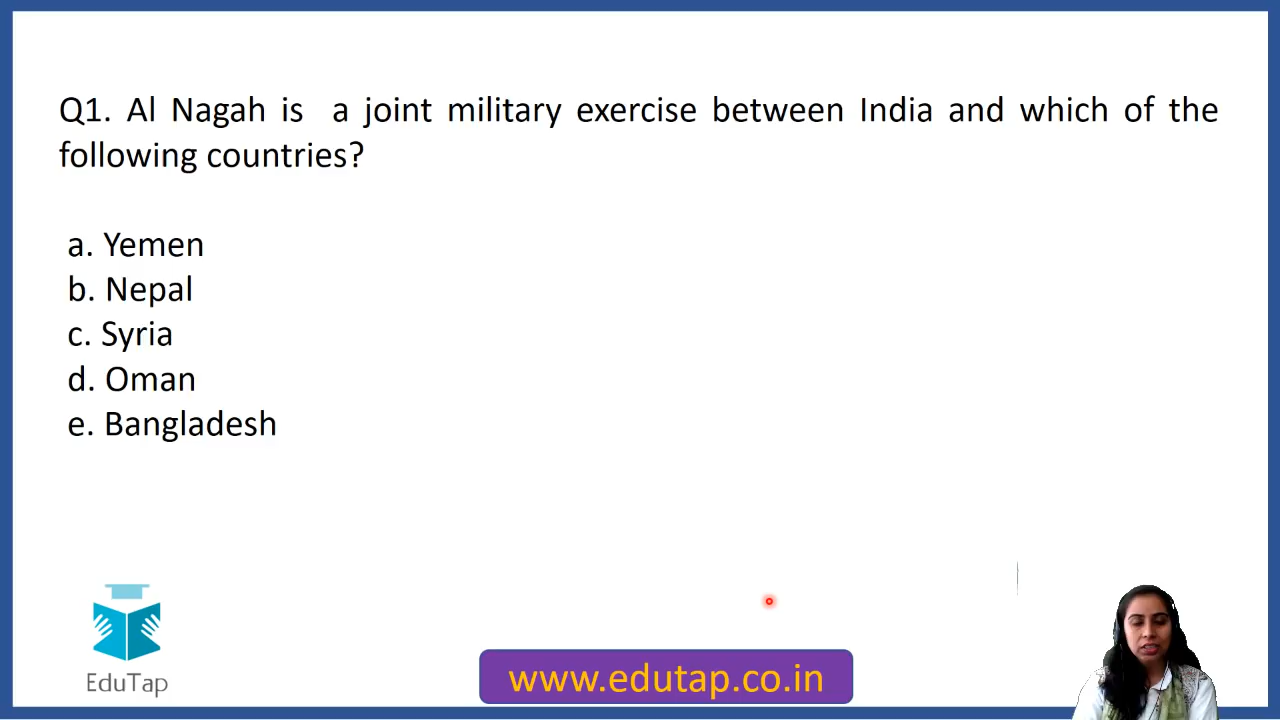 Q1. Al Nagah is a joint military exercise between India and which of the
following countries?
a. Yemen
b. Nepal
c. Syria
d. Oman
e. Bangladesh
EduTap
www.edutap.co.in